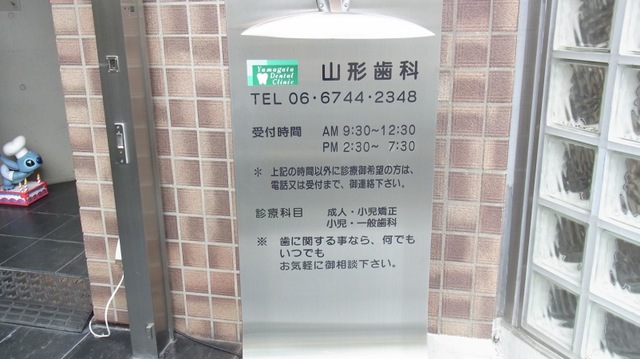 Yamagata
Dental
Clinic
山形歯科
TEL 06・6744・2348
受付時間 AM 9:30~12:30
PM 2:30~ 7:30
＊ 上記の時間以外に診療御希望の方は、
電話又は受付まで、御連絡下さい。
診療科目 成人・小児矯正
小児・一般歯科
※ 歯に関する事なら、何でも
いつでも
お気軽に御相談下さい。